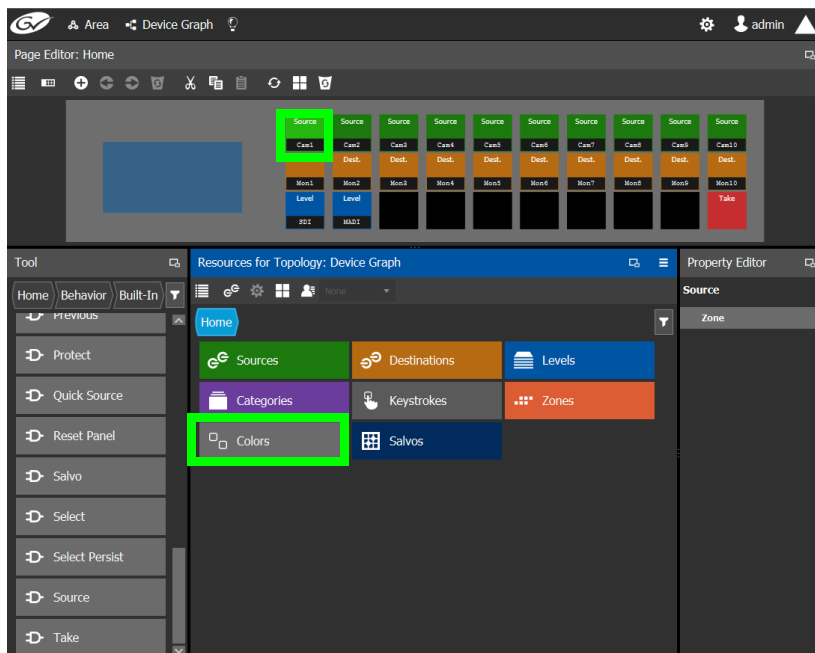 GV Area Device Graph admin
Page Editor: Home
Source Source Source Source Source Source Source Source Source Source
Cam1 Cam2 Cam3 Cam4 Cam5 Cam6 Cam7 Cam8 Cam9 Cam10
Dest. Dest. Dest. Dest. Dest. Dest. Dest. Dest. Dest.
Mon1 Mon2 Mon3 Mon4 Mon5 Mon6 Mon7 Mon8 Mon9 Mon10
Level Level Take
SDI MADI
Tool
Home Behavior Built-In
Previous
Protect
Quick Source
Reset Panel
Salvo
Select
Select Persist
Source
Take
Resources for Topology: Device Graph
None
Home
Sources Destinations Levels
Categories Keystrokes Zones
Colors Salvos
Property Editor
Source
Zone